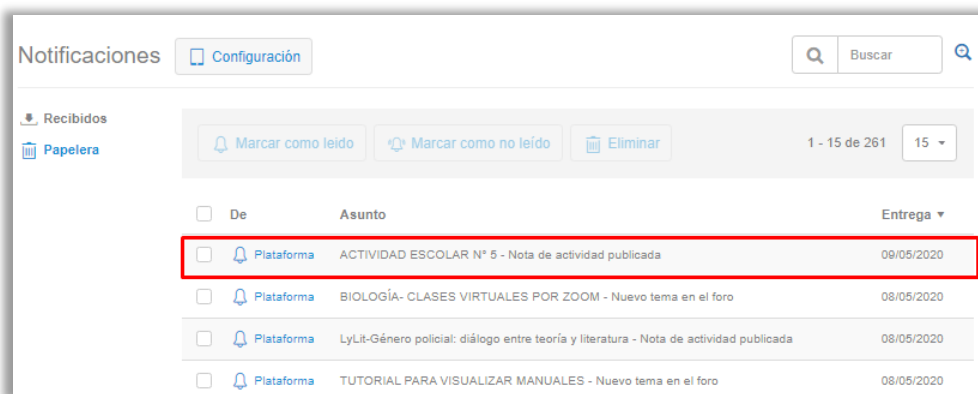 Notificaciones Configuración Buscar
Recibidos
Papelera
Marcar como leido Marcar como no leído Eliminar 1 - 15 de 261 15
De Asunto Entrega
Plataforma ACTIVIDAD ESCOLAR N° 5 - Nota de actividad publicada 09/05/2020
Plataforma BIOLOGÍA- CLASES VIRTUALES POR ZOOM - Nuevo tema en el foro 08/05/2020
Plataforma LyLit-Género policial: diálogo entre teoría y literatura - Nota de actividad publicada 08/05/2020
Plataforma TUTORIAL PARA VISUALIZAR MANUALES - Nuevo tema en el foro 08/05/2020